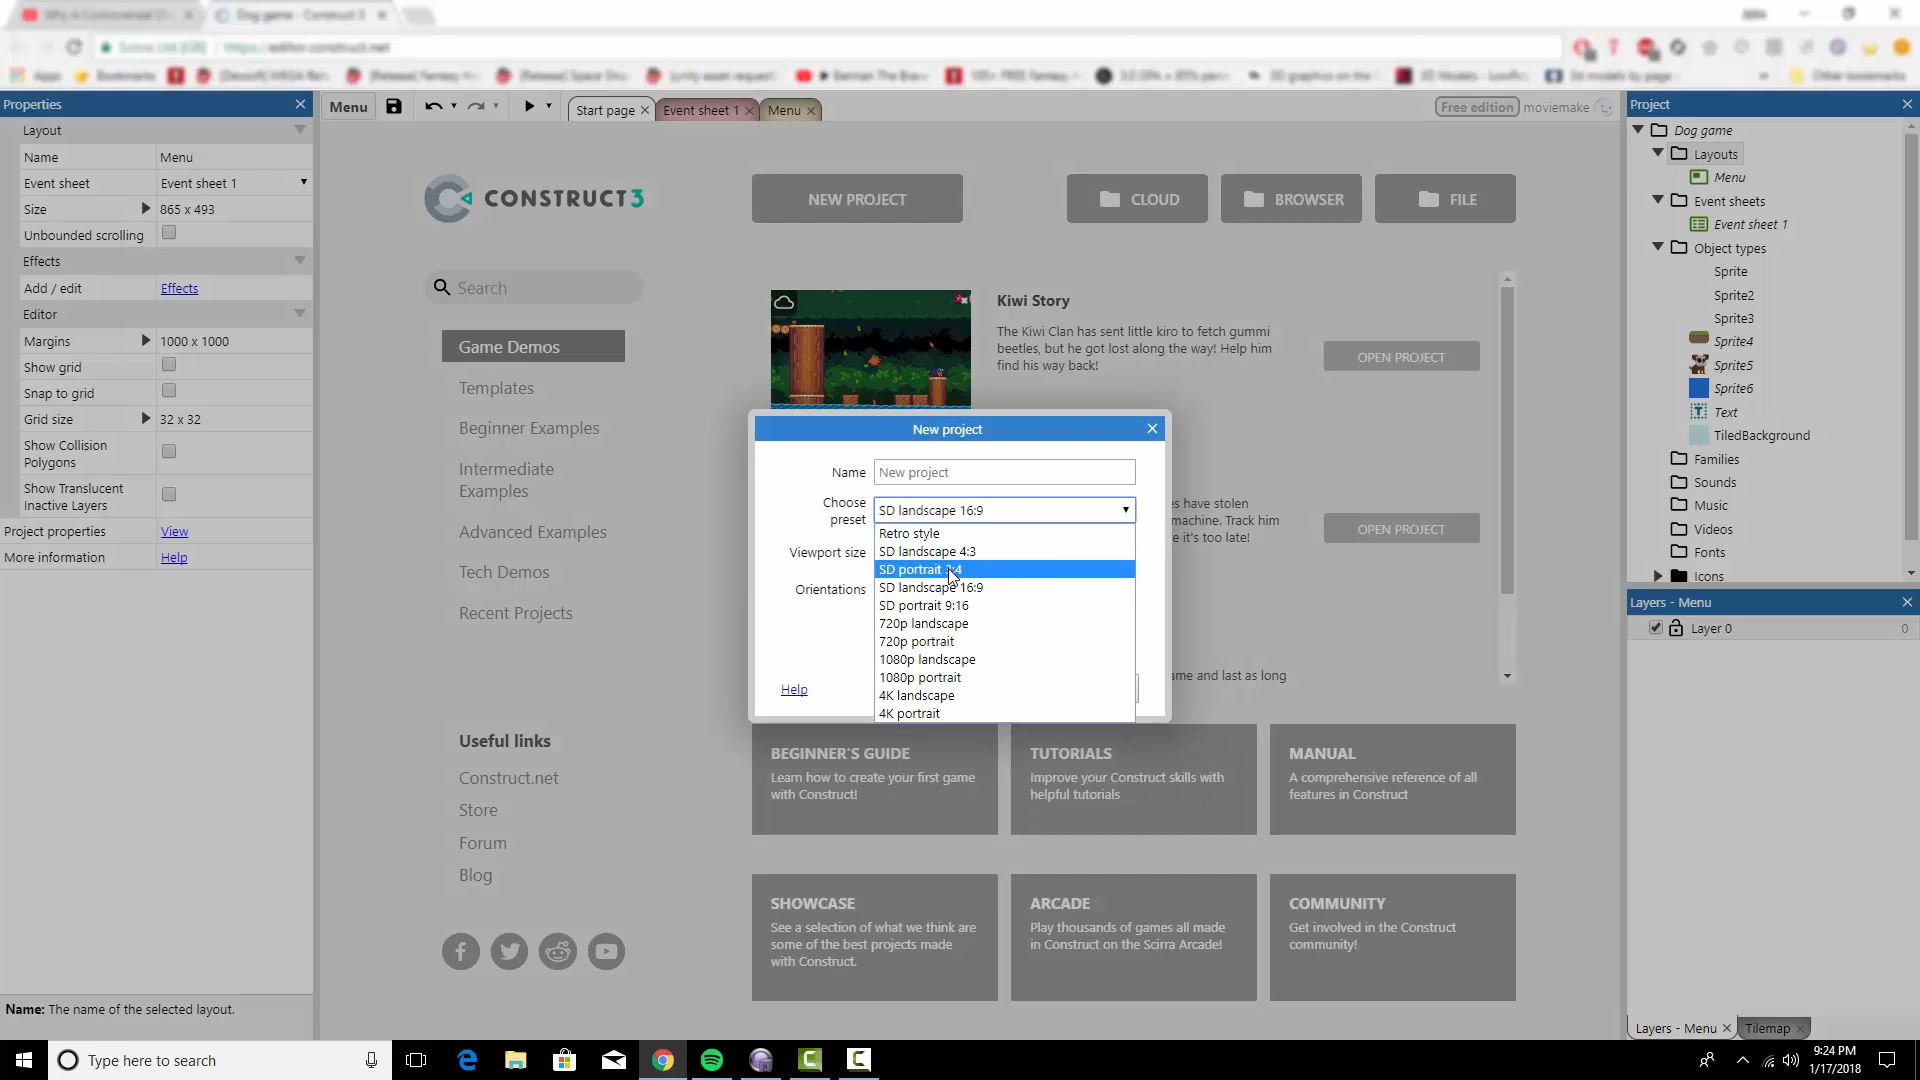 Dog game - Construct 3
https://editor.construct.net
Apps
Bookmarks
Other bookmarks
Properties
Layout
Name Menu
Event sheet Event sheet 1
Size 865 x 493
Unbounded scrolling
Effects
Add / edit Effects
Editor
Margins 1000 x 1000
Show grid
Snap to grid
Grid size 32 x 32
Show Collision
Polygons
Show Translucent
Inactive Layers
Project properties View
More information Help
Name: The name of the selected layout.
Menu
Start page
Event sheet 1
Menu
Free edition moviemake
CONSTRUCT3
NEW PROJECT
CLOUD
BROWSER
FILE
Search
Game Demos
Templates
Beginner Examples
Intermediate
Examples
Advanced Examples
Tech Demos
Recent Projects
Useful links
Construct.net
Store
Forum
Blog
Kiwi Story
The Kiwi Clan has sent little kiro to fetch gummi
beetles, but he got lost along the way! Help him
find his way back!
OPEN PROJECT
es have stolen
machine. Track him
e it's too late!
OPEN PROJECT
ame and last as long
New project
Name New project
Choose
preset
SD landscape 16:9
Retro style
SD landscape 4:3
SD portrait 3:4
SD landscape 16:9
SD portrait 9:16
720p landscape
720p portrait
1080p landscape
1080p portrait
4K landscape
4K portrait
Viewport size
Orientations
Help
BEGINNER'S GUIDE
Learn how to create your first game
with Construct!
TUTORIALS
Improve your Construct skills with
helpful tutorials
MANUAL
A comprehensive reference of all
features in Construct
SHOWCASE
See a selection of what we think are
some of the best projects made
with Construct.
ARCADE
Play thousands of games all made
in Construct on the Scirra Arcade!
COMMUNITY
Get involved in the Construct
community!
Project
Dog game
Layouts
Menu
Event sheets
Event sheet 1
Object types
Sprite
Sprite2
Sprite3
Sprite4
Sprite5
Sprite6
Text
TiledBackground
Families
Sounds
Music
Videos
Fonts
Icons
Layers - Menu
Layer 0 0
Layers - Menu
Tilemap
Type here to search
9:24 PM
1/17/2018